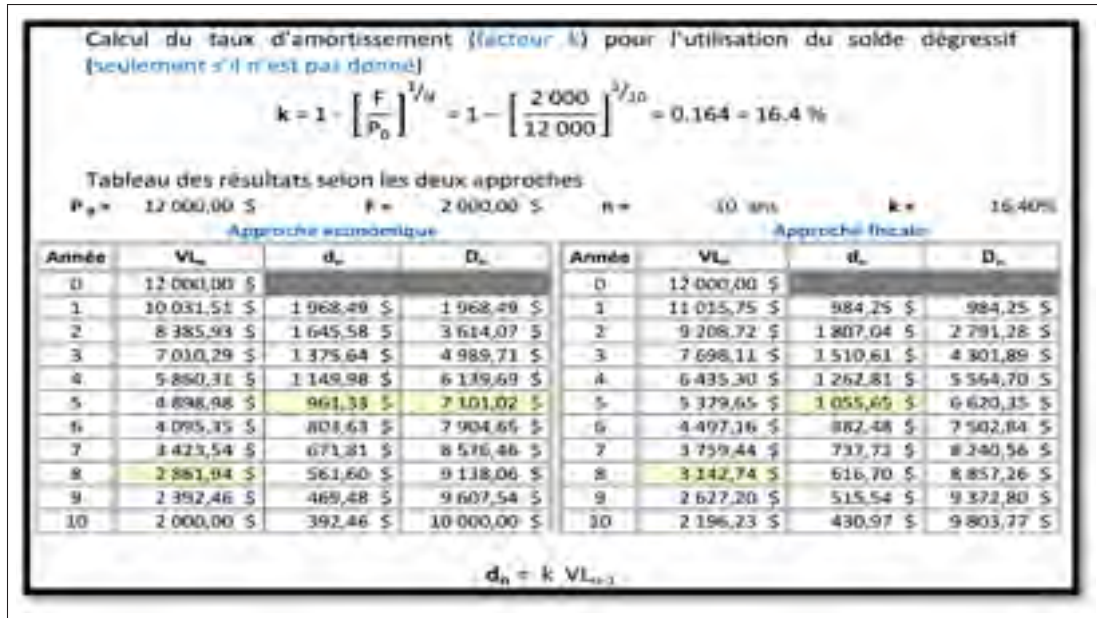 Calcul du taux d'amortissement ((facteur k) pour l'utilisation du solde dégressif
(seulement s'il n'est pas donné)
k = 1 - [F/P₀]^1/N = 1 – [2 000/12 000]^1/10 = 0.164 = 16.4 %
Tableau des résultats selon les deux approches
P₀ = 12 000,00 $ F = 2 000,00 $ n = 10 ans k = 16,40%
Approche économique Approche fiscale
Année VLₙ dₙ Dₙ Année VLₙ dₙ Dₙ
0 12 000,00 $ 0 12 000,00 $
1 10 031,51 $ 1 968,49 $ 1 968,49 $ 1 11 015,75 $ 984,25 $ 984,25 $
2 8 385,93 $ 1 645,58 $ 3 614,07 $ 2 9 208,72 $ 1 807,04 $ 2 791,28 $
3 7 010,29 $ 1 375,64 $ 4 989,71 $ 3 7 698,11 $ 1 510,61 $ 4 301,89 $
4 5 860,31 $ 1 149,98 $ 6 139,69 $ 4 6 435,30 $ 1 262,81 $ 5 564,70 $
5 4 898,98 $ 961,33 $ 7 101,02 $ 5 5 379,65 $ 1 055,65 $ 6 620,35 $
6 4 095,35 $ 803,63 $ 7 904,65 $ 6 4 497,16 $ 882,48 $ 7 502,84 $
7 3 423,54 $ 671,81 $ 8 576,46 $ 7 3 759,44 $ 737,73 $ 8 240,56 $
8 2 861,94 $ 561,60 $ 9 138,06 $ 8 3 142,74 $ 616,70 $ 8 857,26 $
9 2 392,46 $ 469,48 $ 9 607,54 $ 9 2 627,20 $ 515,54 $ 9 372,80 $
10 2 000,00 $ 392,46 $ 10 000,00 $ 10 2 196,23 $ 430,97 $ 9 803,77 $
dₙ = k VLₙ₋₁